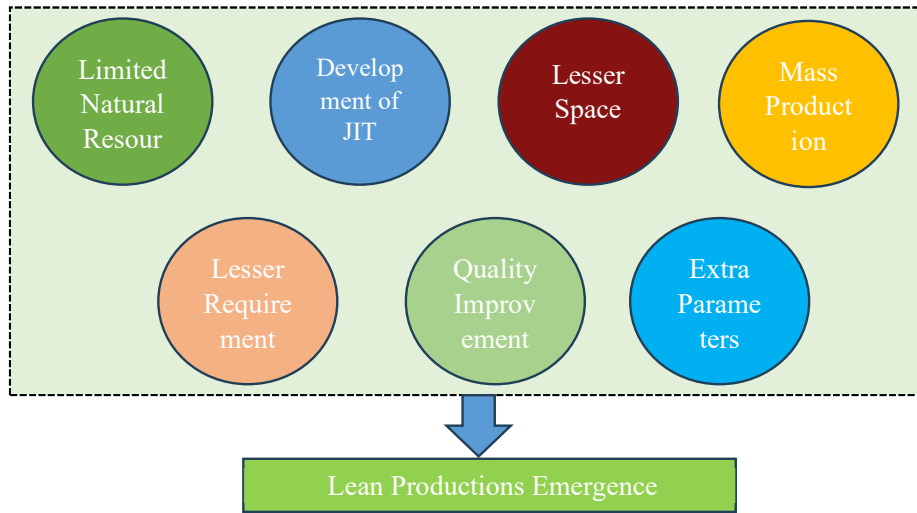 Limited
Natural
Resour
Develop
ment of
JIT
Lesser
Space
Mass
Product
ion
Lesser
Require
ment
Quality
Improv
ement
Extra
Parame
ters
Lean Productions Emergence